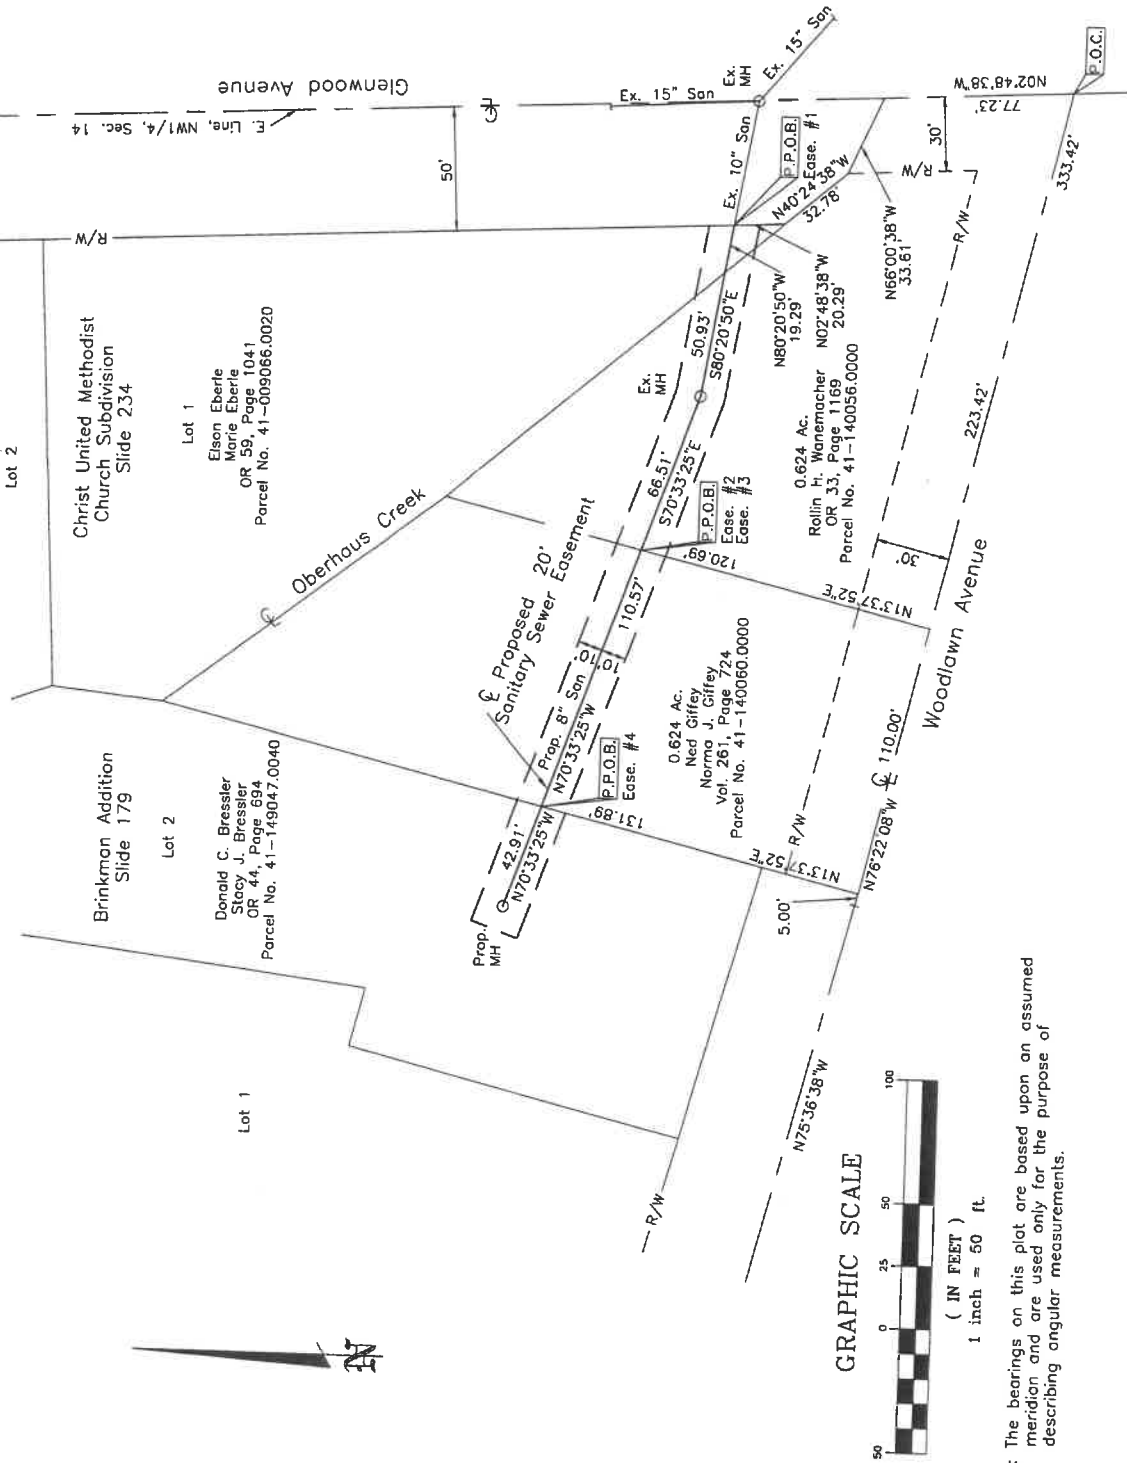 Lot 2
Christ United Methodist
Church Subdivision
Slide 234
Lot 1
Elson Eberle
Marie Eberle
OR 59, Page 1041
Parcel No. 41-009066.0020
R/W
50'
E. Line, NW1/4, Sec. 14
Glenwood Avenue
Ex. 15" San
Ex.
MH
Ex. 15" San
Ex. 10" San
P.P.O.B.
Ease. #1
N40°24'38"W
32.78'
30'
R/W
N02°48'38"W
77.23'
P.O.C.
333.42'
N66°00'38"W
33.61'
R/W
N02°48'38"W
20.29'
N80°20'50"W
19.29'
50.93'
S80°20'50"E
Ex.
MH
66.51'
S70°33'25"E
P.P.O.B.
Ease. #2
Ease. #3
0.624 Ac.
Rollin H. Wanemacher
OR 33, Page 1169
Parcel No. 41-140056.0000
120.69'
N13°37'52"E
30'
223.42'
Woodlawn Avenue
Oberhaus Creek
Proposed 20'
Sanitary Sewer Easement
110.57'
10'
10'
Prop. 8" San
N70°33'25"W
P.P.O.B.
Ease. #4
0.624 Ac.
Ned Giffey
Norma J. Giffey
Vol. 261, Page 724
Parcel No. 41-140060.0000
131.89'
N13°37'52"E
R/W
N76°22'08"W
110.00'
5.00'
Brinkman Addition
Slide 179
Lot 2
Donald C. Bressler
Stacy J. Bressler
OR 44, Page 694
Parcel No. 41-149047.0040
42.91'
N70°33'25"W
Prop.
MH
Lot 1
R/W
N75°36'38"W
N
GRAPHIC SCALE
50 0 25 50 100
( IN FEET )
1 inch = 50 ft.
: The bearings on this plat are based upon an assumed
meridian and are used only for the purpose of
describing angular measurements.